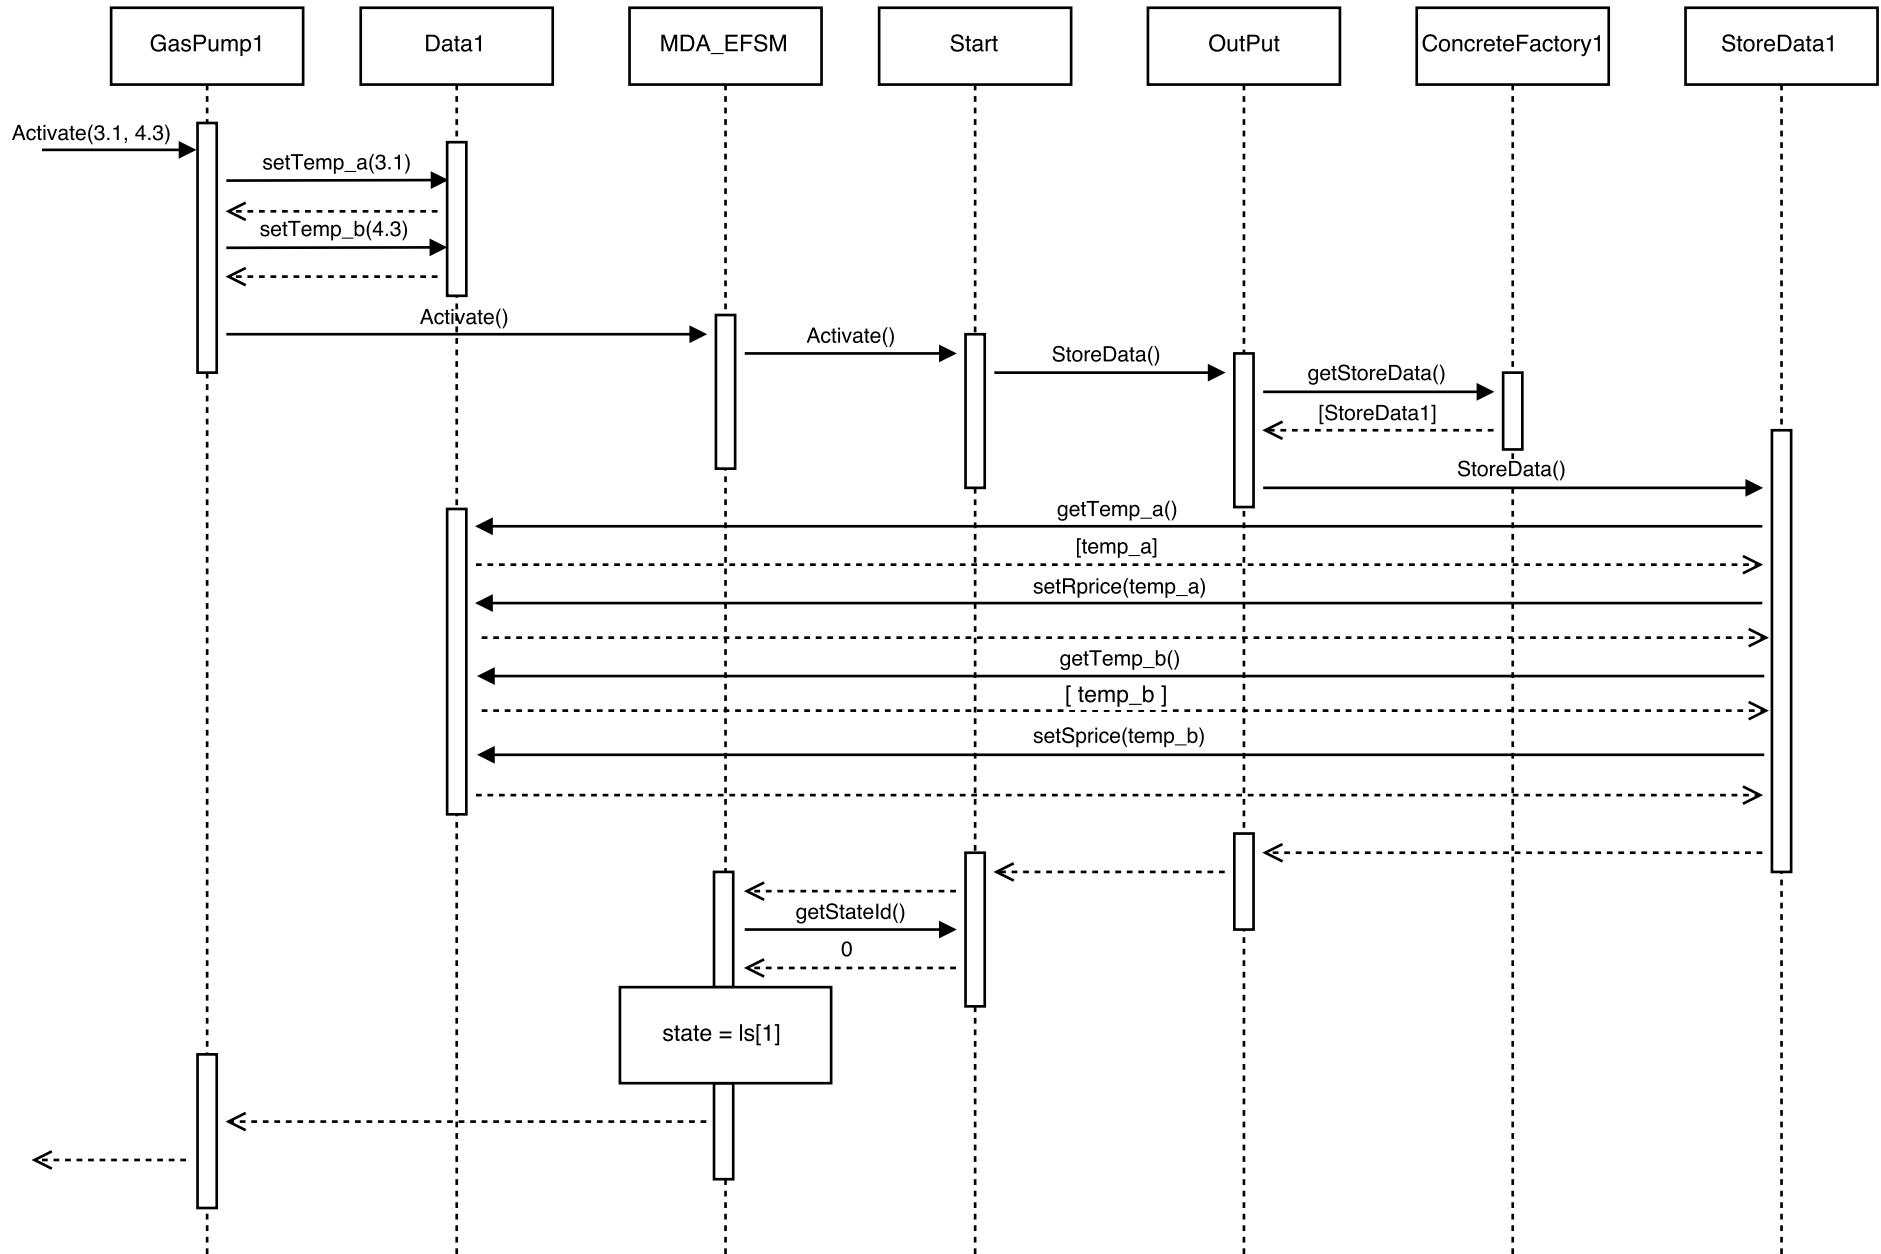 GasPump1
Data1
MDA_EFSM
Start
OutPut
ConcreteFactory1
StoreData1
Activate(3.1, 4.3)
setTemp_a(3.1)
setTemp_b(4.3)
Activate()
Activate()
StoreData()
getStoreData()
[StoreData1]
StoreData()
getTemp_a()
[temp_a]
setRprice(temp_a)
getTemp_b()
[ temp_b ]
setSprice(temp_b)
getStateId()
0
state = ls[1]